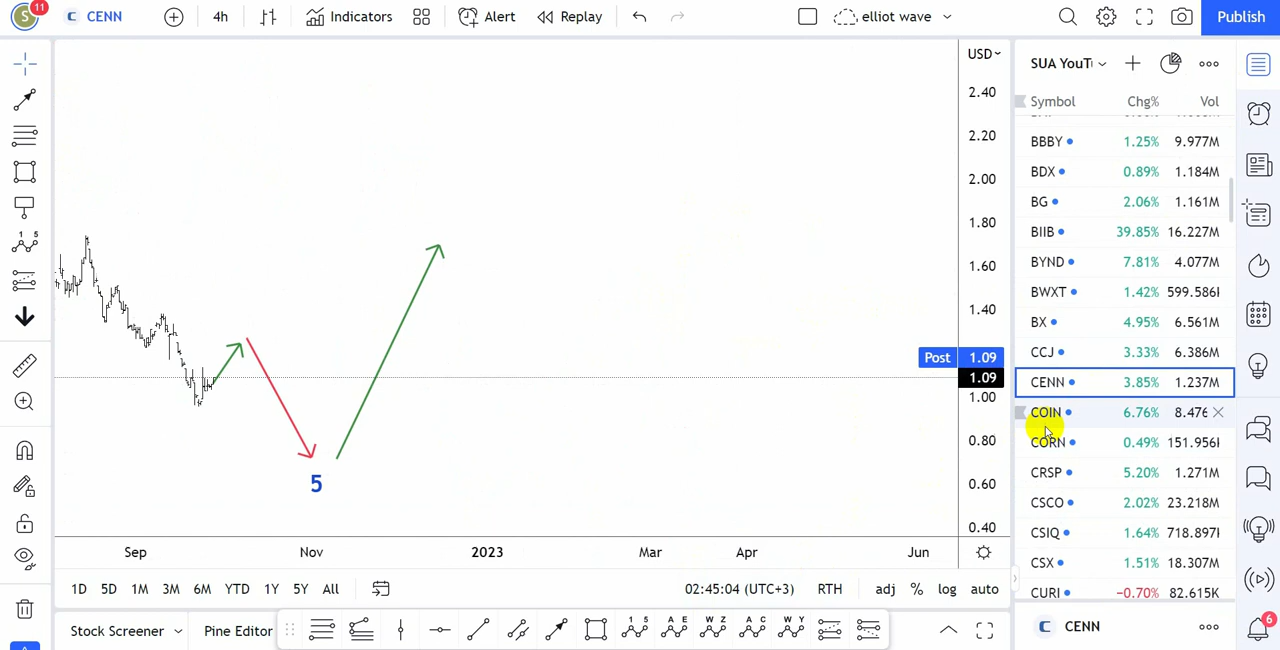 S 11 C CENN 4h Indicators Alert Replay elliot wave Publish
USD
2.40
2.20
2.00
1.80
1.60
1.40
Post 1.09
1.09
1.00
0.80
0.60
0.40
5
Sep Nov 2023 Mar Apr Jun
1D 5D 1M 3M 6M YTD 1Y 5Y All 02:45:04 (UTC+3) RTH adj % log auto
Stock Screener Pine Editor
SUA YouT
Symbol Chg% Vol
BBBY 1.25% 9.977M
BDX 0.89% 1.184M
BG 2.06% 1.161M
BIIB 39.85% 16.227M
BYND 7.81% 4.077M
BWXT 1.42% 599.586
BX 4.95% 6.561M
CCJ 3.33% 6.386M
CENN 3.85% 1.237M
COIN 6.76% 8.476
CORN 0.49% 151.956
CRSP 5.20% 1.271M
CSCO 2.02% 23.218M
CSIQ 1.64% 718.897
CSX 1.51% 18.307M
CURI −0.70% 82.615K
C CENN
6